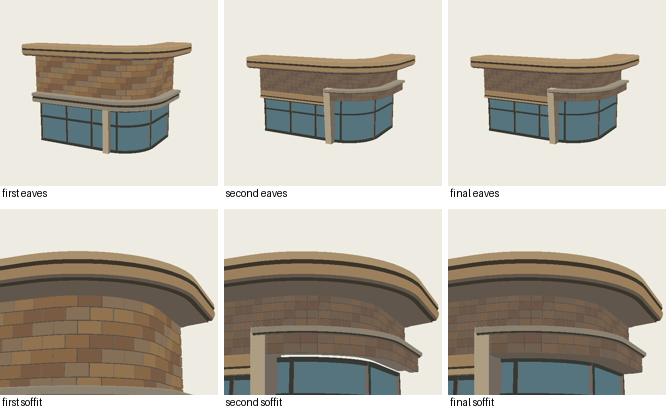 first eaves
second eaves
final eaves
first soffit
second soffit
final soffit